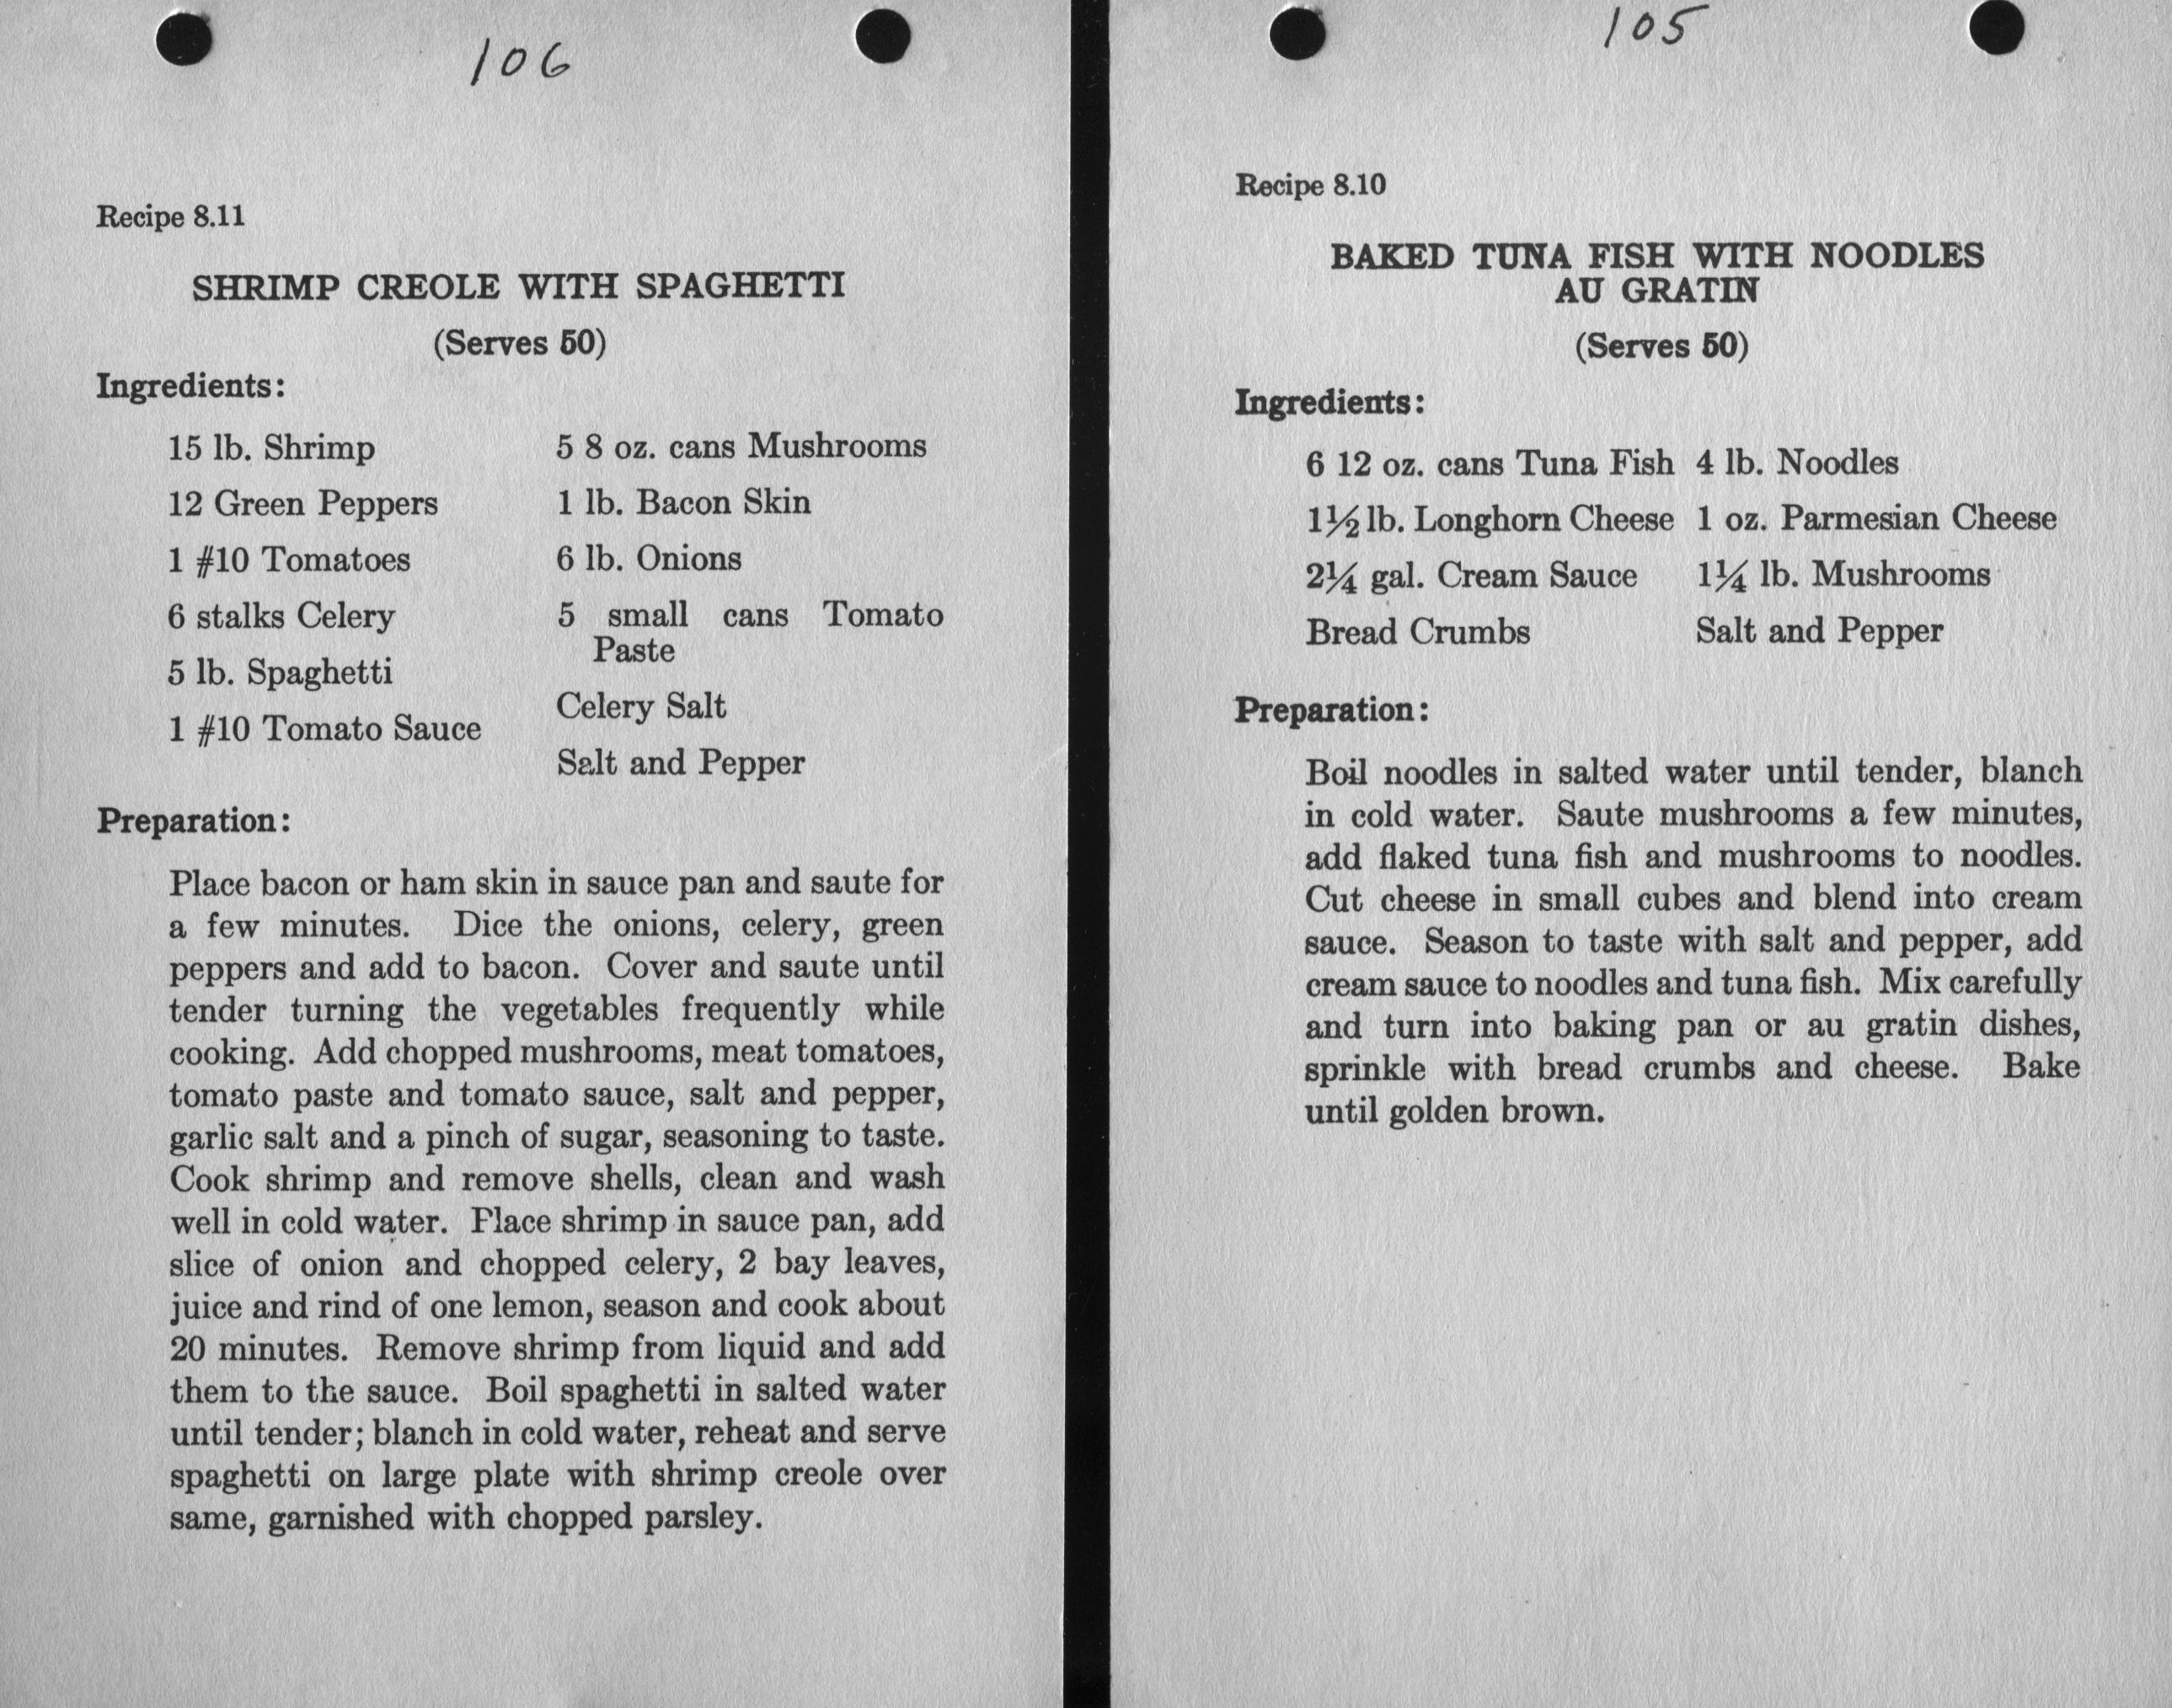 106
Recipe 8.11
SHRIMP CREOLE WITH SPAGHETTI
(Serves 50)
Ingredients:
15 lb. Shrimp
12 Green Peppers
1 #10 Tomatoes
6 stalks Celery
5 lb. Spaghetti
1 #10 Tomato Sauce
5 8 oz. cans Mushrooms
1 lb. Bacon Skin
6 lb. Onions
5 small cans Tomato
Paste
Celery Salt
Salt and Pepper
Preparation:
Place bacon or ham skin in sauce pan and saute for
a few minutes. Dice the onions, celery, green
peppers and add to bacon. Cover and saute until
tender turning the vegetables frequently while
cooking. Add chopped mushrooms, meat tomatoes,
tomato paste and tomato sauce, salt and pepper,
garlic salt and a pinch of sugar, seasoning to taste.
Cook shrimp and remove shells, clean and wash
well in cold water. Place shrimp in sauce pan, add
slice of onion and chopped celery, 2 bay leaves,
juice and rind of one lemon, season and cook about
20 minutes. Remove shrimp from liquid and add
them to the sauce. Boil spaghetti in salted water
until tender; blanch in cold water, reheat and serve
spaghetti on large plate with shrimp creole over
same, garnished with chopped parsley.
105
Recipe 8.10
BAKED TUNA FISH WITH NOODLES
AU GRATIN
(Serves 50)
Ingredients:
6 12 oz. cans Tuna Fish
1½ lb. Longhorn Cheese
2¼ gal. Cream Sauce
Bread Crumbs
4 lb. Noodles
1 oz. Parmesian Cheese
1¼ lb. Mushrooms
Salt and Pepper
Preparation:
Boil noodles in salted water until tender, blanch
in cold water. Saute mushrooms a few minutes,
add flaked tuna fish and mushrooms to noodles.
Cut cheese in small cubes and blend into cream
sauce. Season to taste with salt and pepper, add
cream sauce to noodles and tuna fish. Mix carefully
and turn into baking pan or au gratin dishes,
sprinkle with bread crumbs and cheese. Bake
until golden brown.